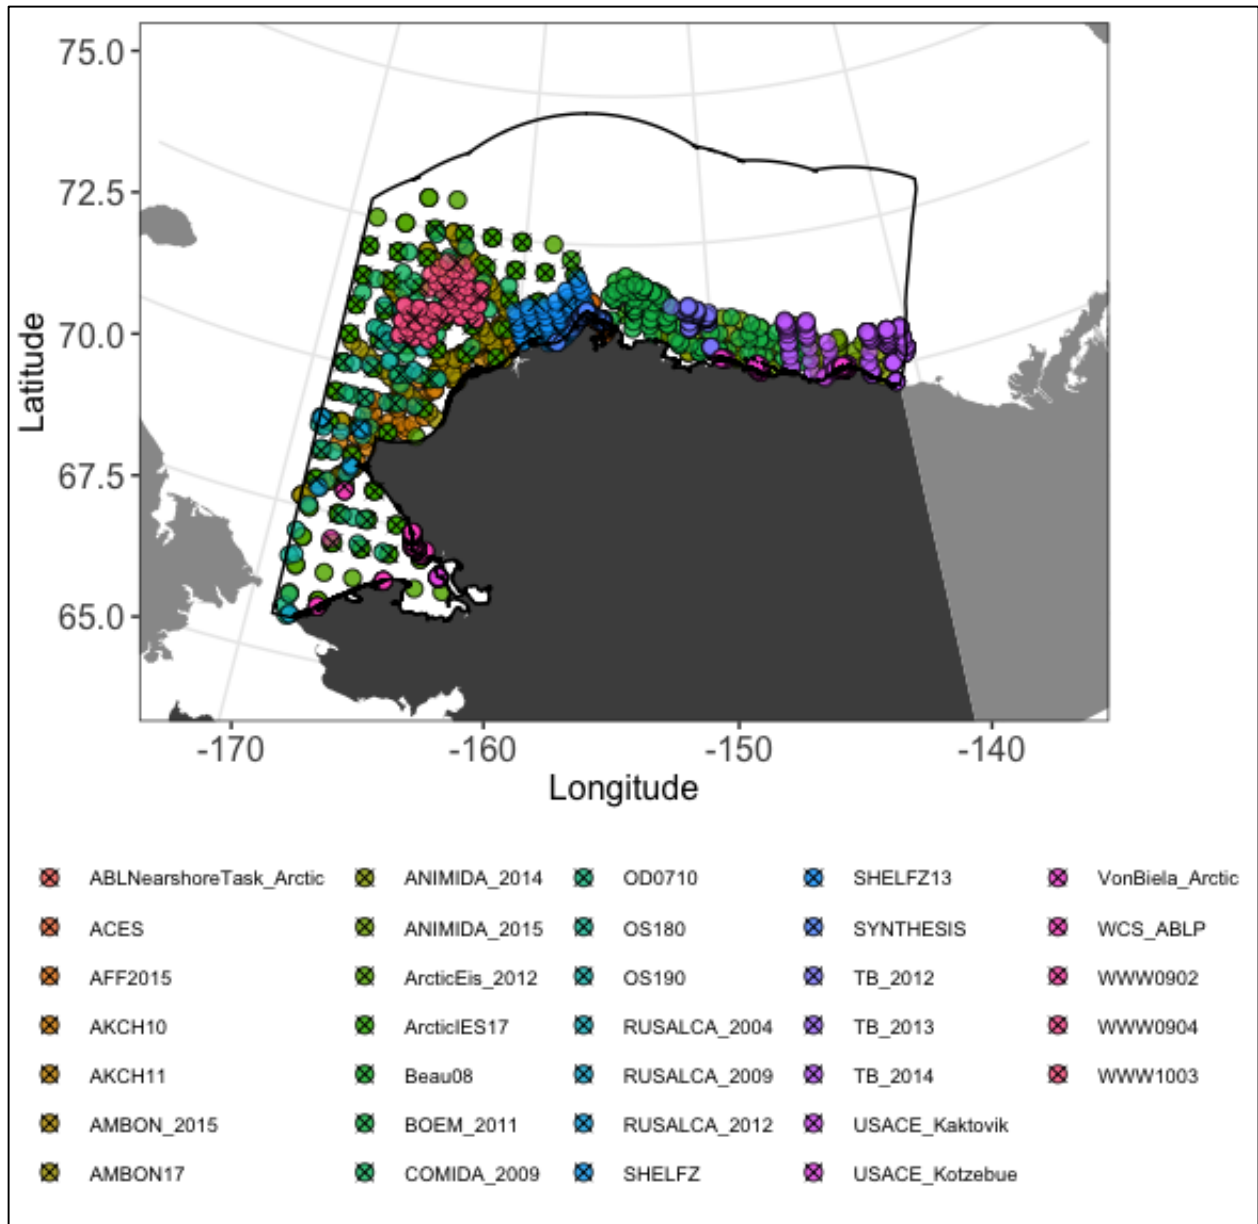 75.0
72.5
70.0
67.5
65.0
Latitude
-170 -160 -150 -140
Longitude
ABLNearshoreTask_Arctic ANIMIDA_2014 OD0710 SHELFZ13 VonBiela_Arctic
ACES ANIMIDA_2015 OS180 SYNTHESIS WCS_ABLP
AFF2015 ArcticEis_2012 OS190 TB_2012 WWW0902
AKCH10 ArcticIES17 RUSALCA_2004 TB_2013 WWW0904
AKCH11 Beau08 RUSALCA_2009 TB_2014 WWW1003
AMBON_2015 BOEM_2011 RUSALCA_2012 USACE_Kaktovik
AMBON17 COMIDA_2009 SHELFZ USACE_Kotzebue